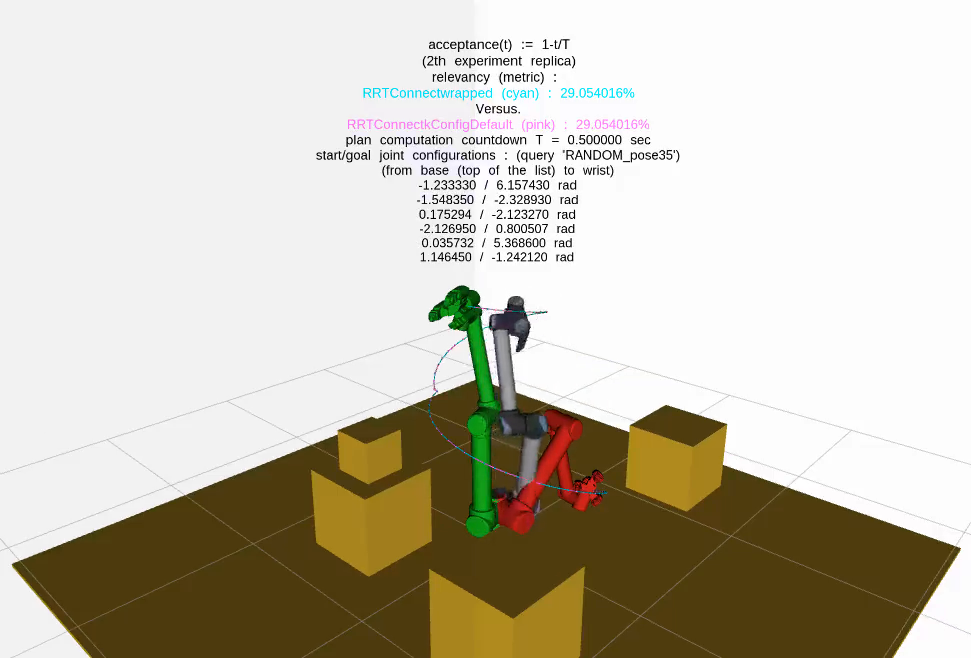 acceptance(t) := 1-t/T
(2th experiment replica)
relevancy (metric) :
RRTConnectwrapped (cyan) : 29.054016%
Versus.
RRTConnectkConfigDefault (pink) : 29.054016%
plan computation countdown T = 0.500000 sec
start/goal joint configurations : (query 'RANDOM_pose35')
(from base (top of the list) to wrist)
-1.233330 / 6.157430 rad
-1.548350 / -2.328930 rad
0.175294 / -2.123270 rad
-2.126950 / 0.800507 rad
0.035732 / 5.368600 rad
1.146450 / -1.242120 rad